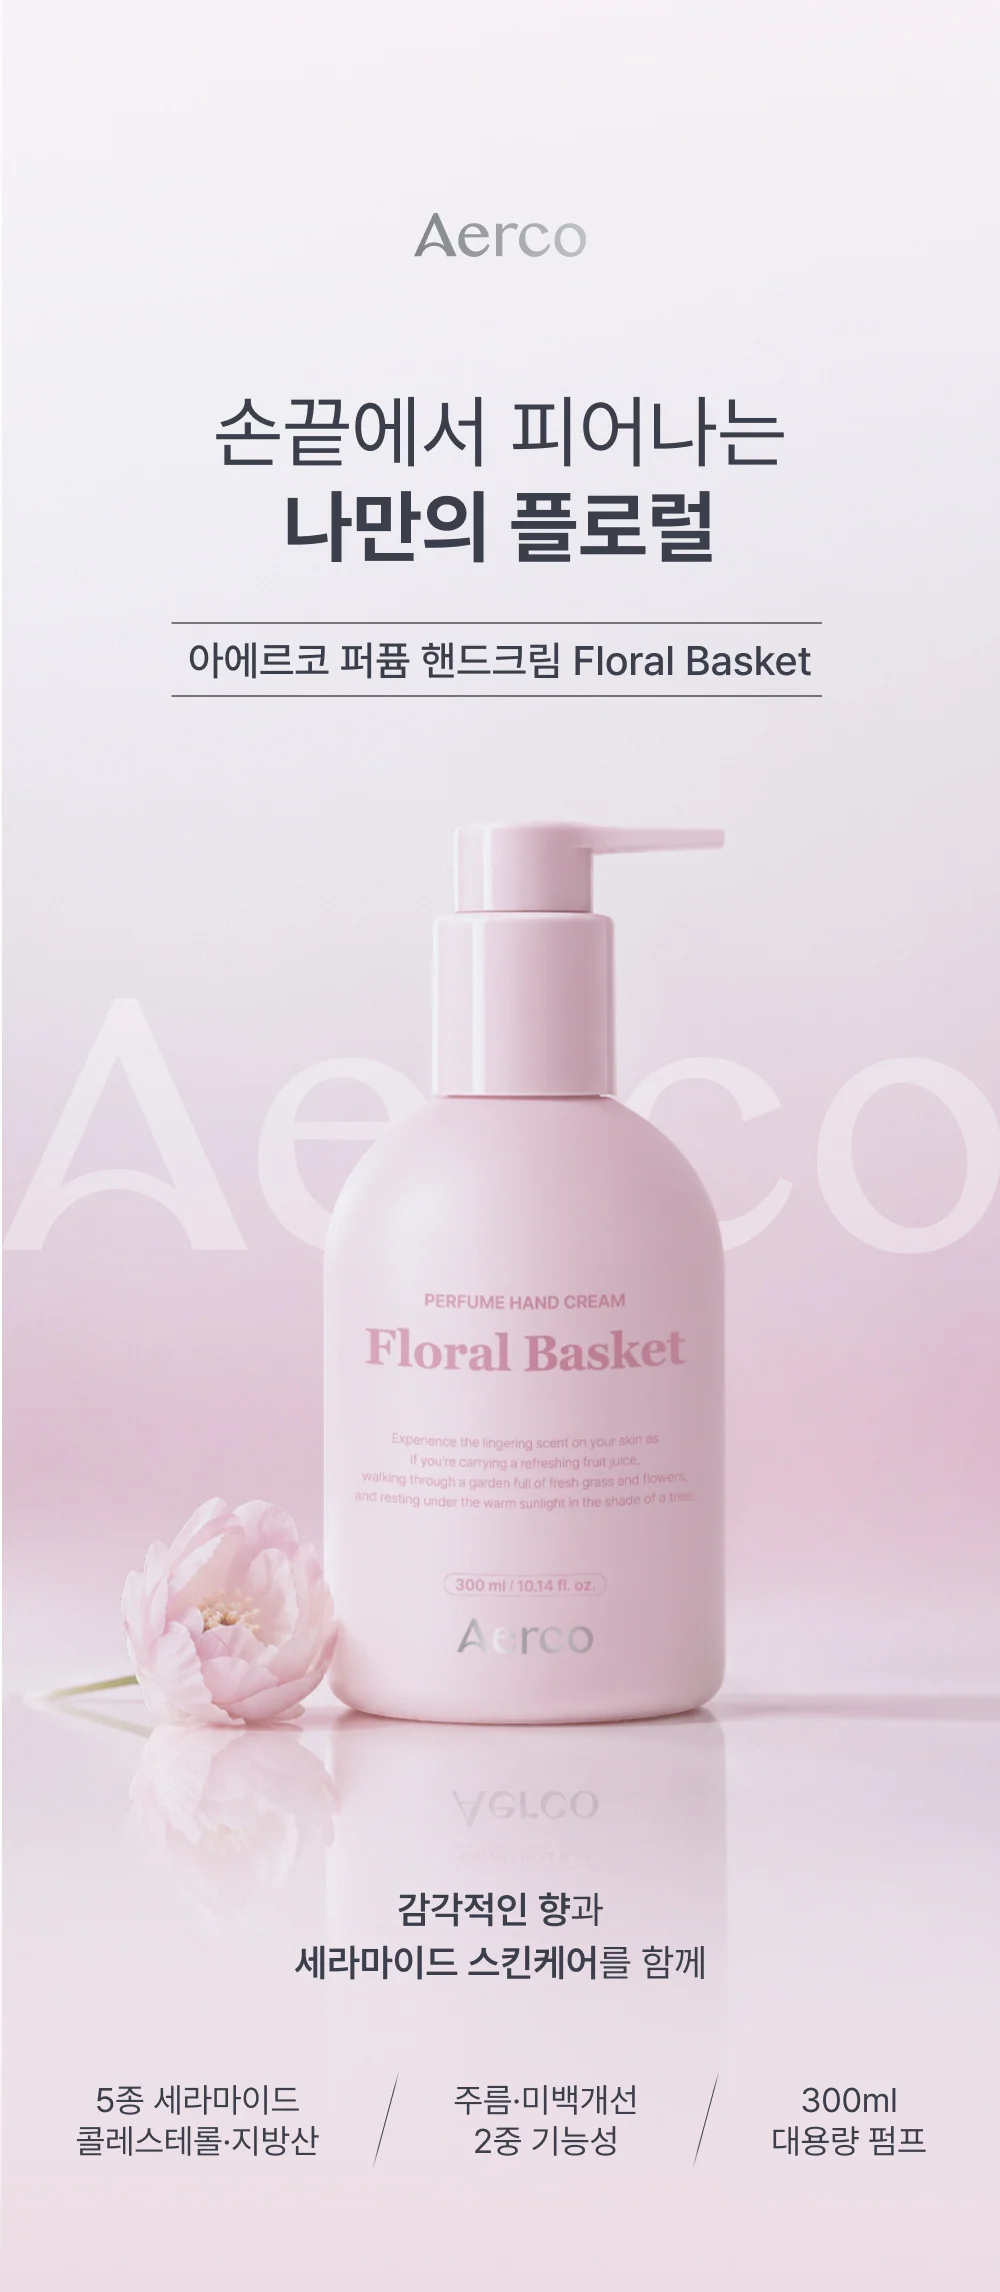 Aerco
손끝에서 피어나는
나만의 플로럴
아에르코 퍼퓸 핸드크림 Floral Basket
Aerco
PERFUME HAND CREAM
Floral Basket
Experience the lingering scent on your skin as
if you're carrying a refreshing fruit juice,
walking through a garden full of fresh grass and flowers,
and resting under the warm sunlight in the shade of a tree
300 ml / 10.14 fl. oz.
Aerco
Aerco
감각적인 향과
세라마이드 스킨케어를 함께
5종 세라마이드
콜레스테롤·지방산
주름·미백개선
2중 기능성
300ml
대용량 펌프